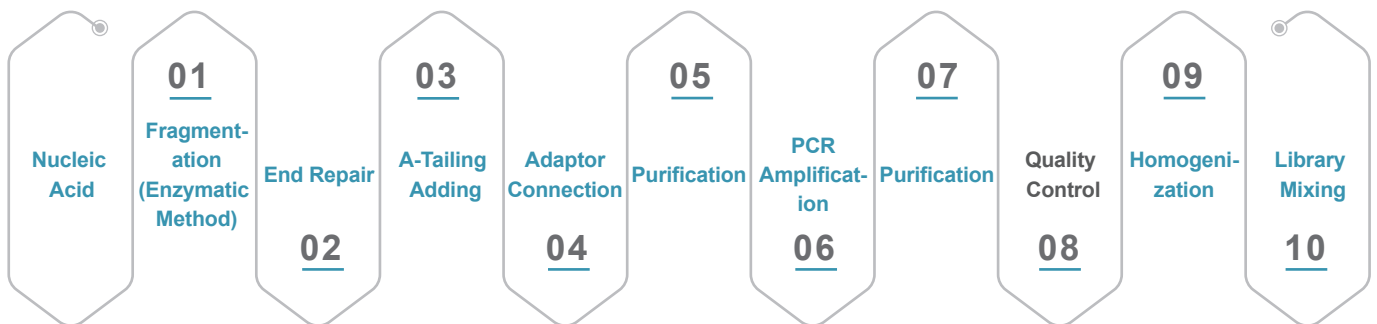 Nucleic
Acid
01
Fragment-
ation
(Enzymatic
Method)
End Repair
02
03
A-Tailing
Adding
Adaptor
Connection
04
05
Purification
PCR
Amplificat-
ion
06
07
Purification
Quality
Control
08
09
Homogeni-
zation
Library
Mixing
10